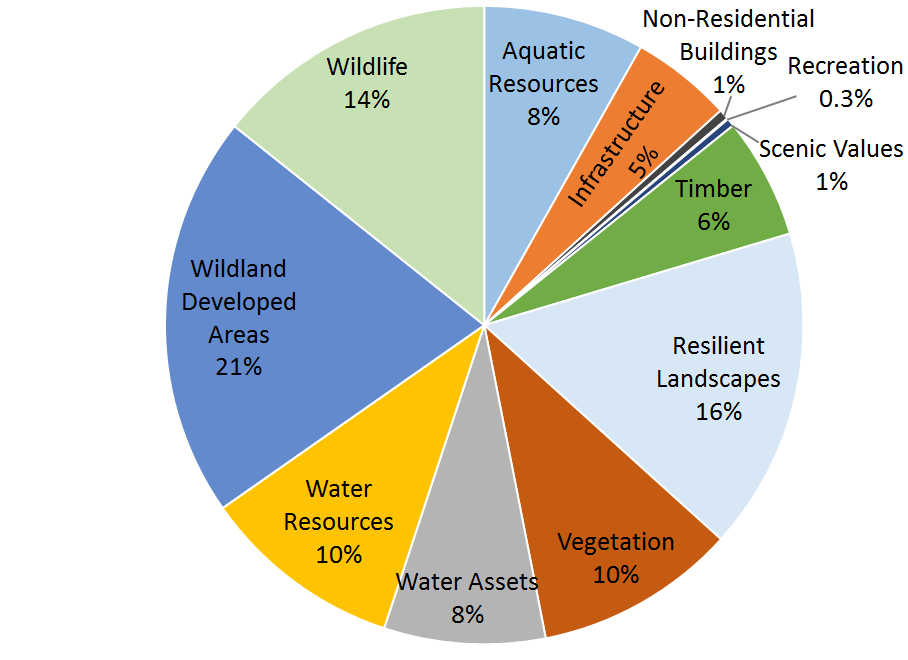 Aquatic
Resources
8%
Infrastructure
5%
Non-Residential
Buildings
1%
Recreation
0.3%
Scenic Values
1%
Timber
6%
Resilient
Landscapes
16%
Vegetation
10%
Water Assets
8%
Water
Resources
10%
Wildland
Developed
Areas
21%
Wildlife
14%